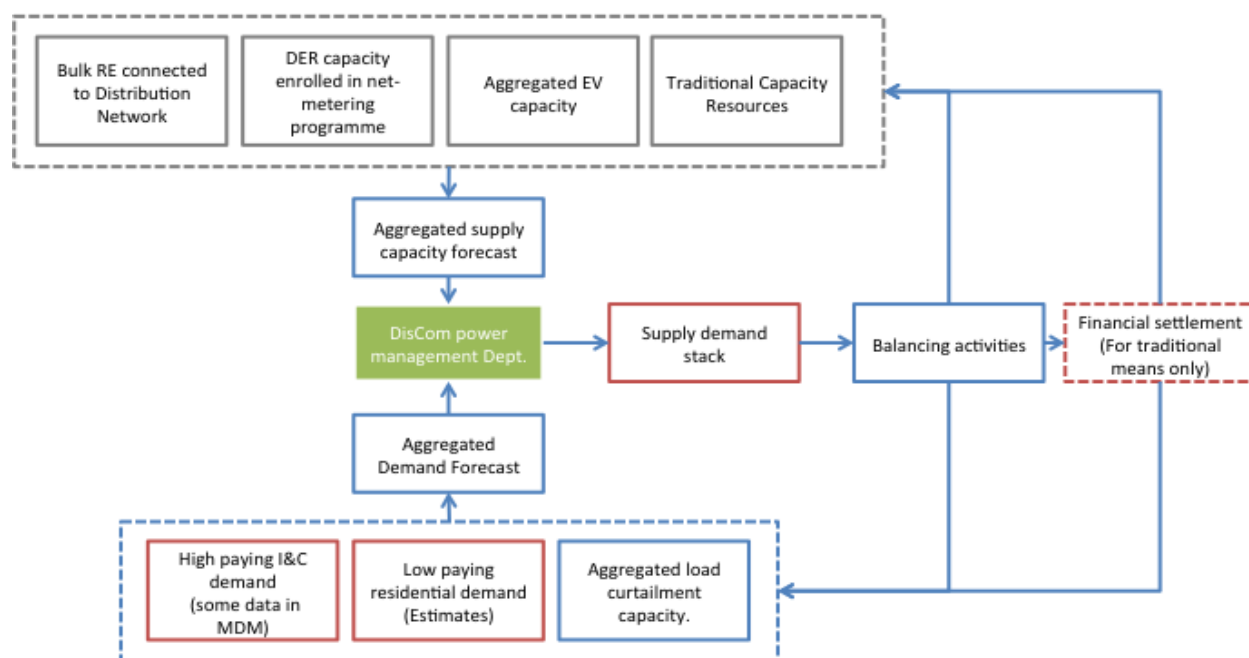 Bulk RE connected
to Distribution
Network
DER capacity
enrolled in net-
metering
programme
Aggregated EV
capacity
Traditional Capacity
Resources
Aggregated supply
capacity forecast
DisCom power
management Dept.
Supply demand
stack
Balancing activities
Financial settlement
(For traditional
means only)
Aggregated
Demand Forecast
High paying I&C
demand
(some data in
MDM)
Low paying
residential demand
(Estimates)
Aggregated load
curtailment
capacity.